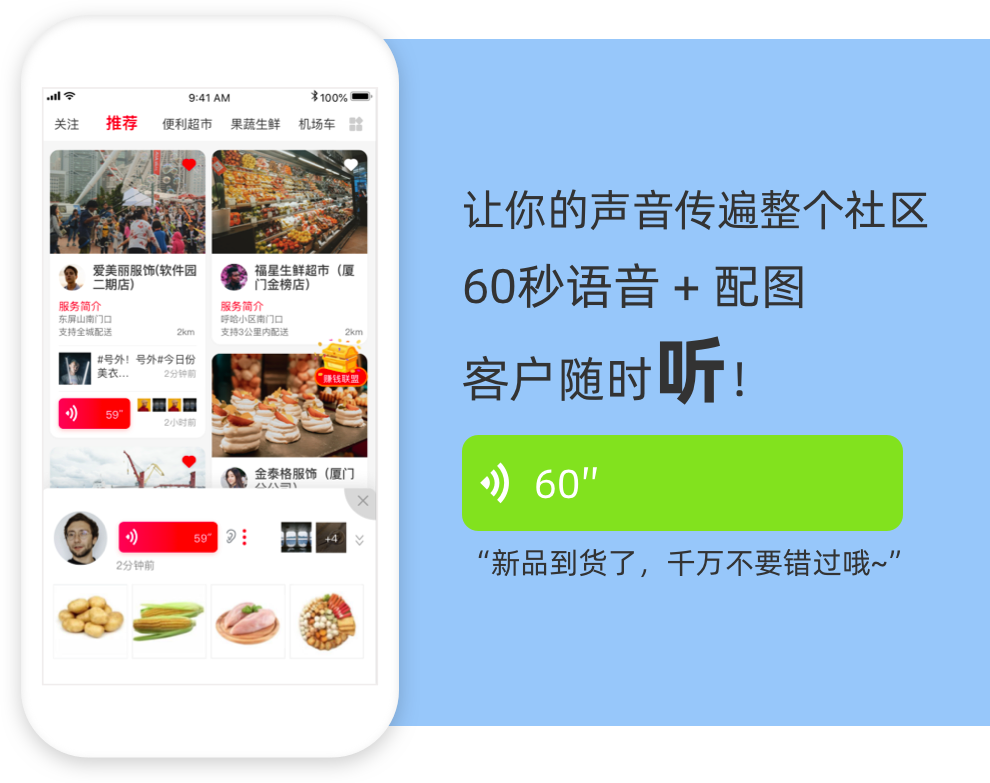 9:41 AM
100%
关注
推荐
便利超市
果蔬生鲜
机场车
爱美丽服饰(软件园
二期店)
服务简介
东屏山南门口
支持全城配送
2km
#号外！号外#今日份
美衣...
2分钟前
59"
2小时前
福星生鲜超市（厦
门金榜店）
服务简介
呼哈小区南门口
支持3公里内配送
2km
赚钱联盟
金泰格服饰（厦门
分公司）
59"
+4
2分钟前
让你的声音传遍整个社区
60秒语音 + 配图
客户随时听！
60"
“新品到货了，千万不要错过哦~”